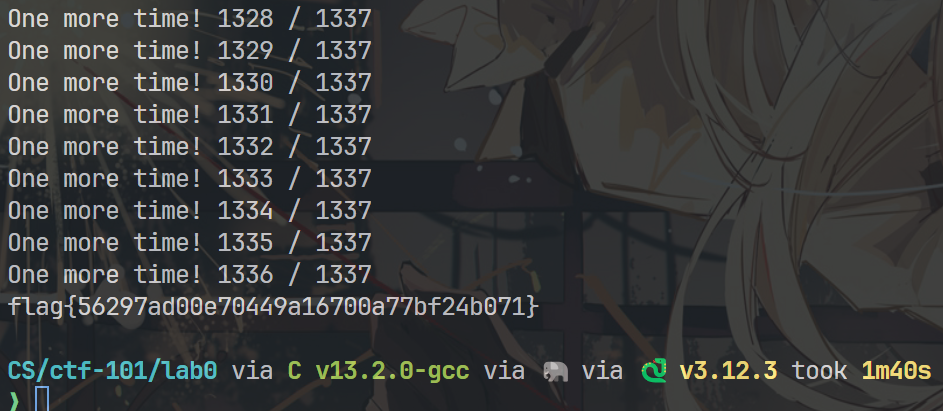 One more time! 1328 / 1337
One more time! 1329 / 1337
One more time! 1330 / 1337
One more time! 1331 / 1337
One more time! 1332 / 1337
One more time! 1333 / 1337
One more time! 1334 / 1337
One more time! 1335 / 1337
One more time! 1336 / 1337
flag{56297ad00e70449a16700a77bf24b071}
CS/ctf-101/lab0 via C v13.2.0-gcc via 🐘 via 🐍 v3.12.3 took 1m40s
❯